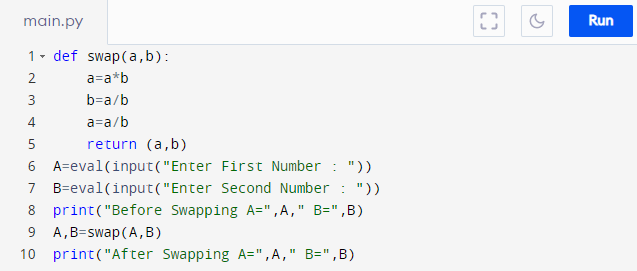 main.py
Run
1 def swap(a,b):
2     a=a*b
3     b=a/b
4     a=a/b
5     return (a,b)
6 A=eval(input("Enter First Number : "))
7 B=eval(input("Enter Second Number : "))
8 print("Before Swapping A=",A," B=",B)
9 A,B=swap(A,B)
10 print("After Swapping A=",A," B=",B)